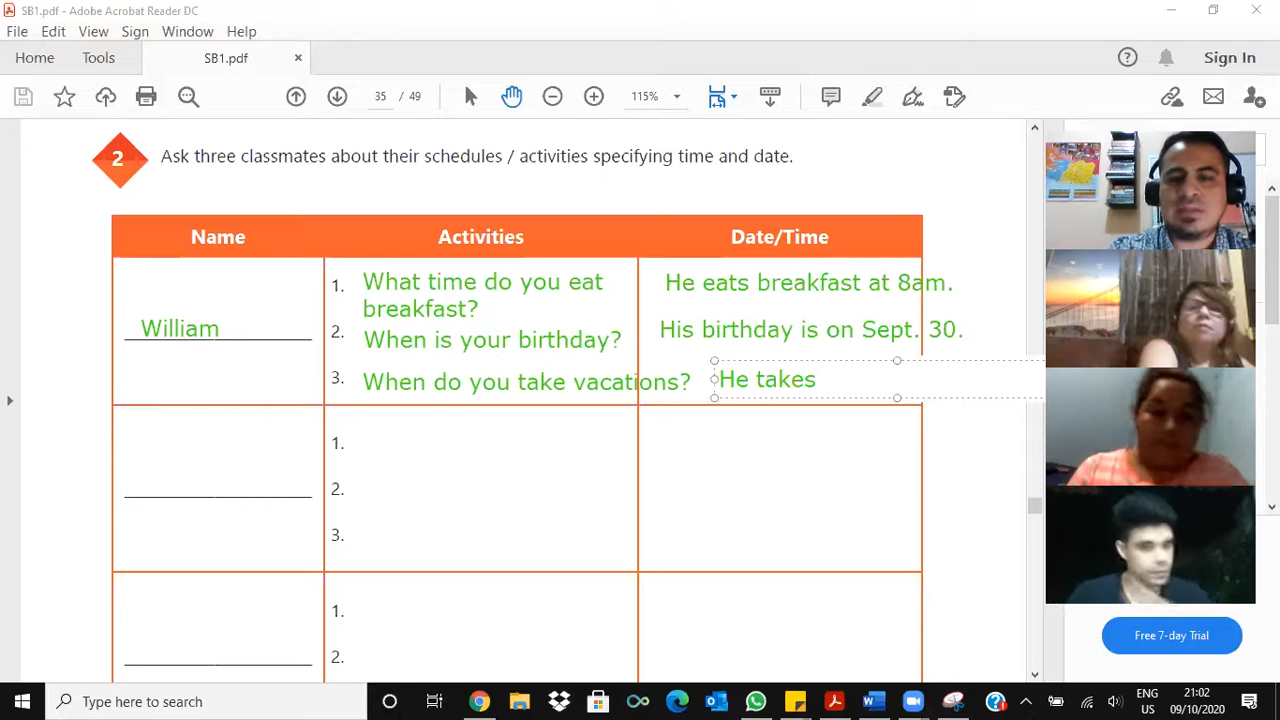 SB1.pdf - Adobe Acrobat Reader DC
File Edit View Sign Window Help
Home Tools SB1.pdf × Sign In
35 / 49 115%
2 Ask three classmates about their schedules / activities specifying time and date.
Name Activities Date/Time
1. What time do you eat He eats breakfast at 8am.
breakfast?
William 2. When is your birthday? His birthday is on Sept. 30.
3. When do you take vacations? He takes
1.
2.
3.
1.
2.
Free 7-day Trial
Type here to search
ENG 21:02
US 09/10/2020